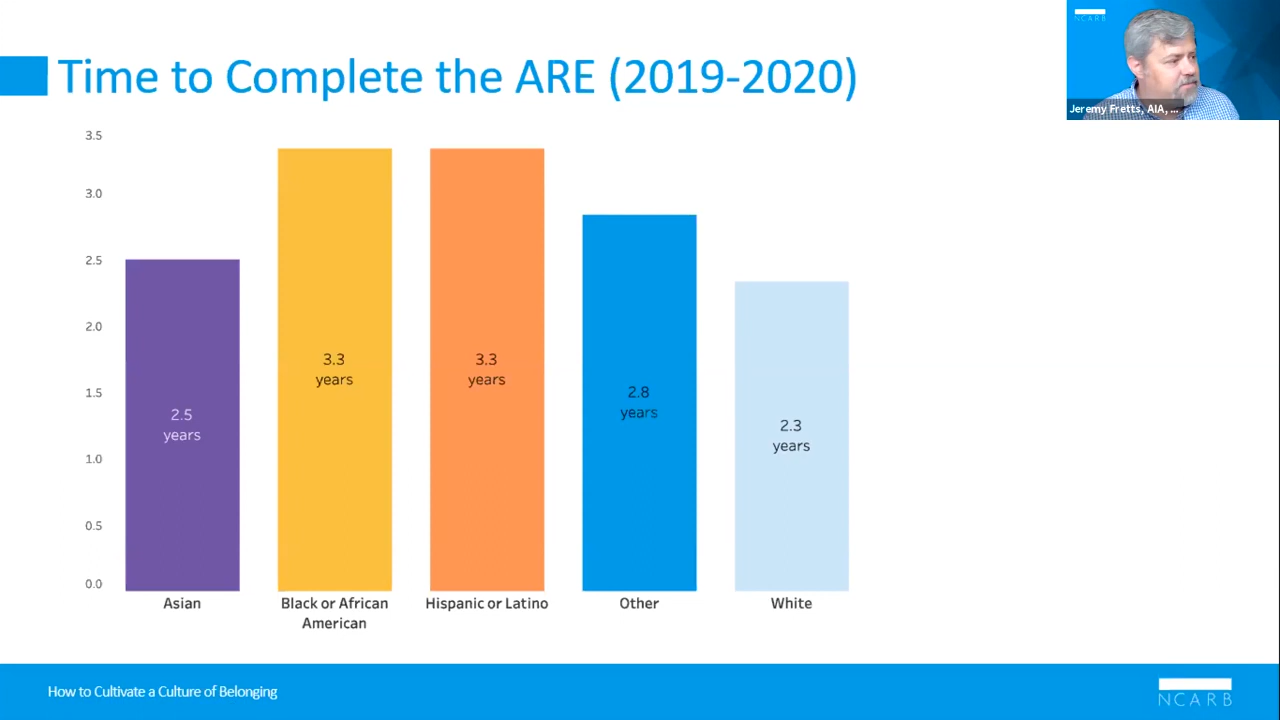 Time to Complete the ARE (2019-2020)
NCARB
Jeremy Fretts, AIA, ...
3.5
3.0
2.5
2.0
1.5
1.0
0.5
0.0
2.5
years
3.3
years
3.3
years
2.8
years
2.3
years
Asian
Black or African
American
Hispanic or Latino
Other
White
How to Cultivate a Culture of Belonging
NCARB